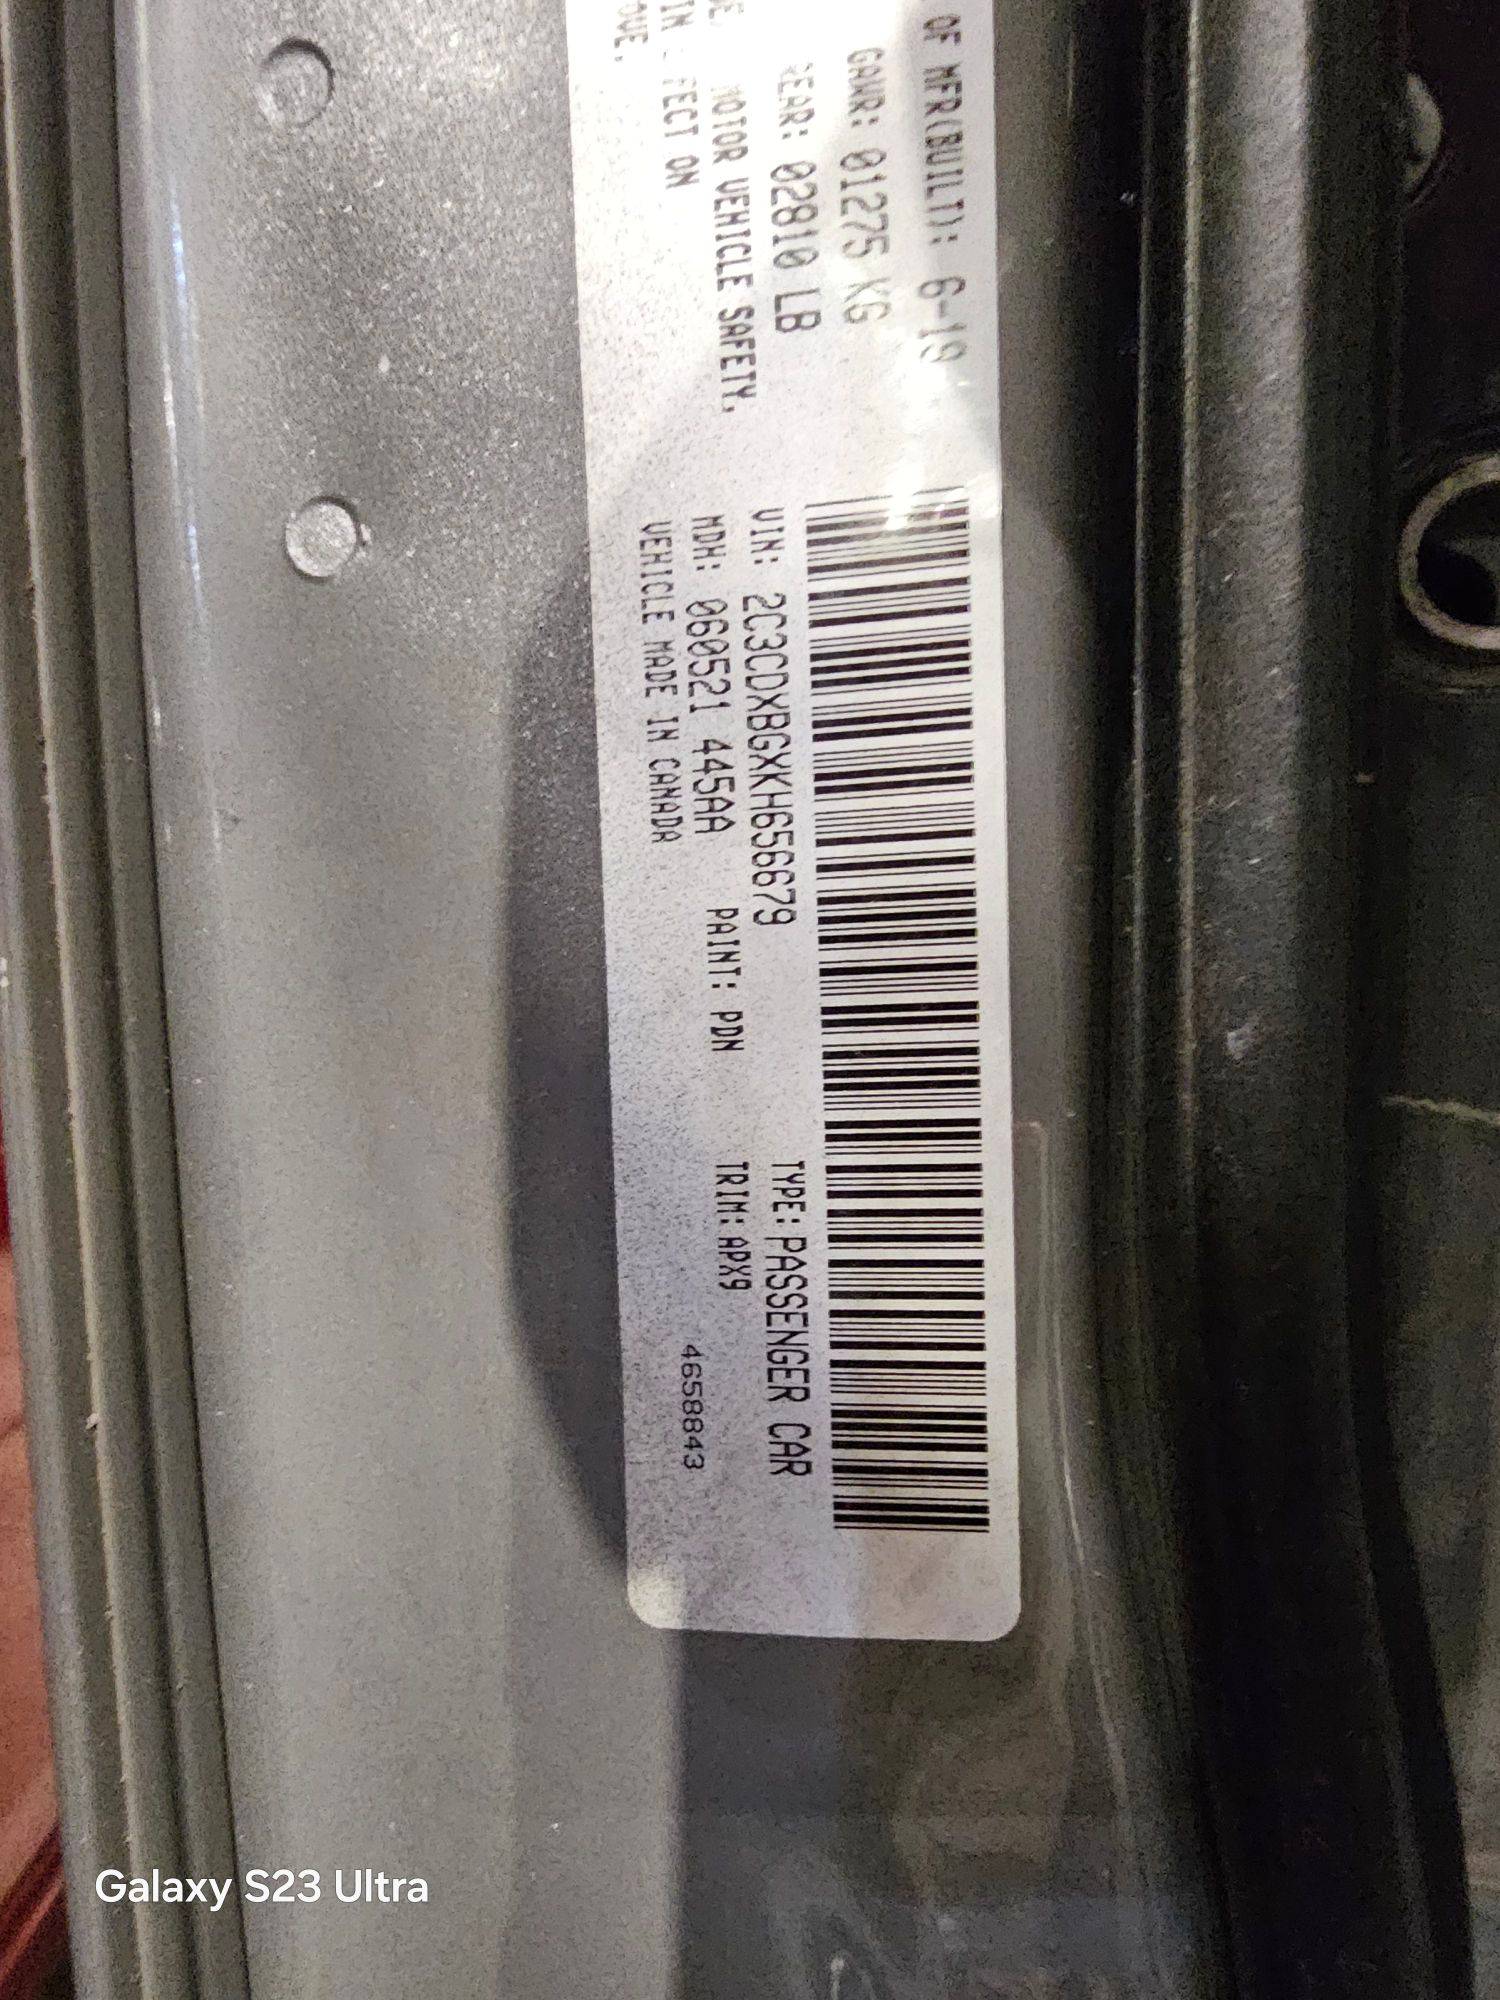 OF MFR(BUILT): 6-19
GAWR: 01275 KG
REAR: 02810 LB
MOTOR VEHICLE SAFETY,
ON
VIN: 2C3CDXBGXKH656679
TYPE: PASSENGER CAR
MDH: 060521 445AA
PAINT: PDN
TRIM: APX9
VEHICLE MADE IN CANADA
4658843
Galaxy S23 Ultra